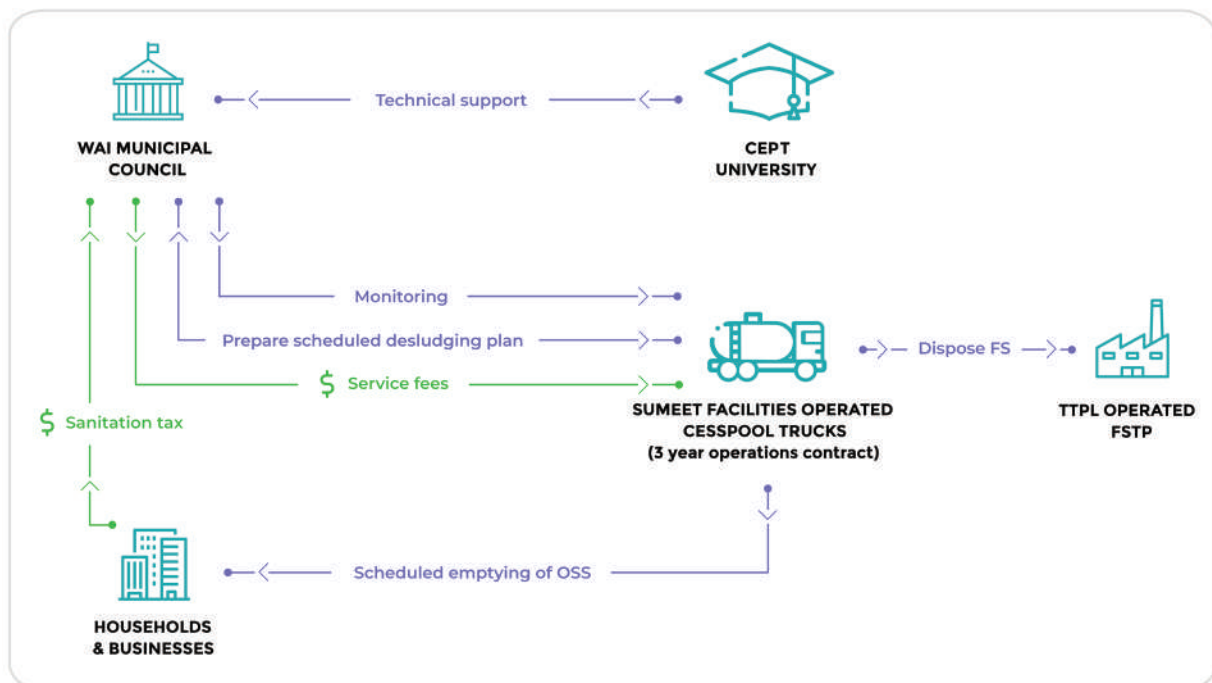 Technical support
WAI MUNICIPAL
COUNCIL
CEPT
UNIVERSITY
Monitoring
Prepare scheduled desludging plan
$ Service fees
Dispose FS
SUMEET FACILITIES OPERATED
CESSPOOL TRUCKS
(3 year operations contract)
TTPL OPERATED
FSTP
$ Sanitation tax
Scheduled emptying of OSS
HOUSEHOLDS
& BUSINESSES